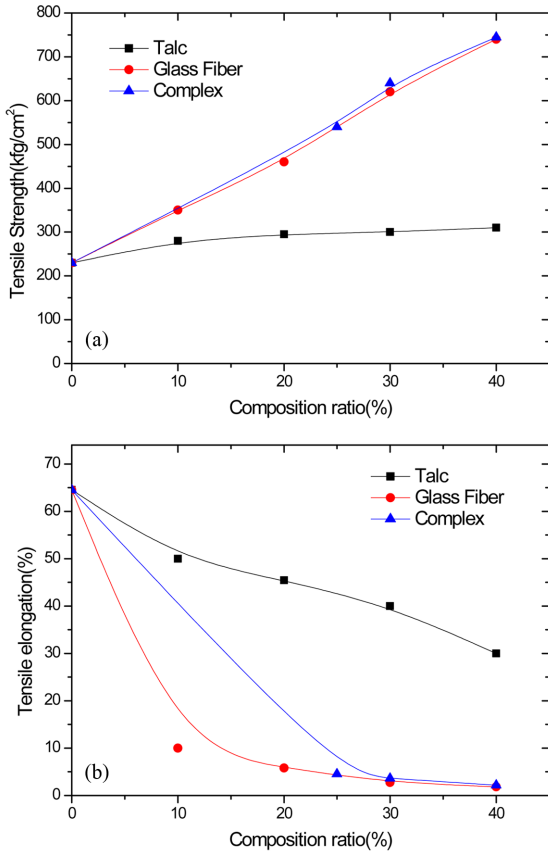 800
700
600
500
400
300
200
100
0
Tensile Strength(kfg/cm²)
Talc
Glass Fiber
Complex
(a)
0 10 20 30 40
Composition ratio(%)
70
60
50
40
30
20
10
0
Tensile elongation(%)
Talc
Glass Fiber
Complex
(b)
0 10 20 30 40
Composition ratio(%)